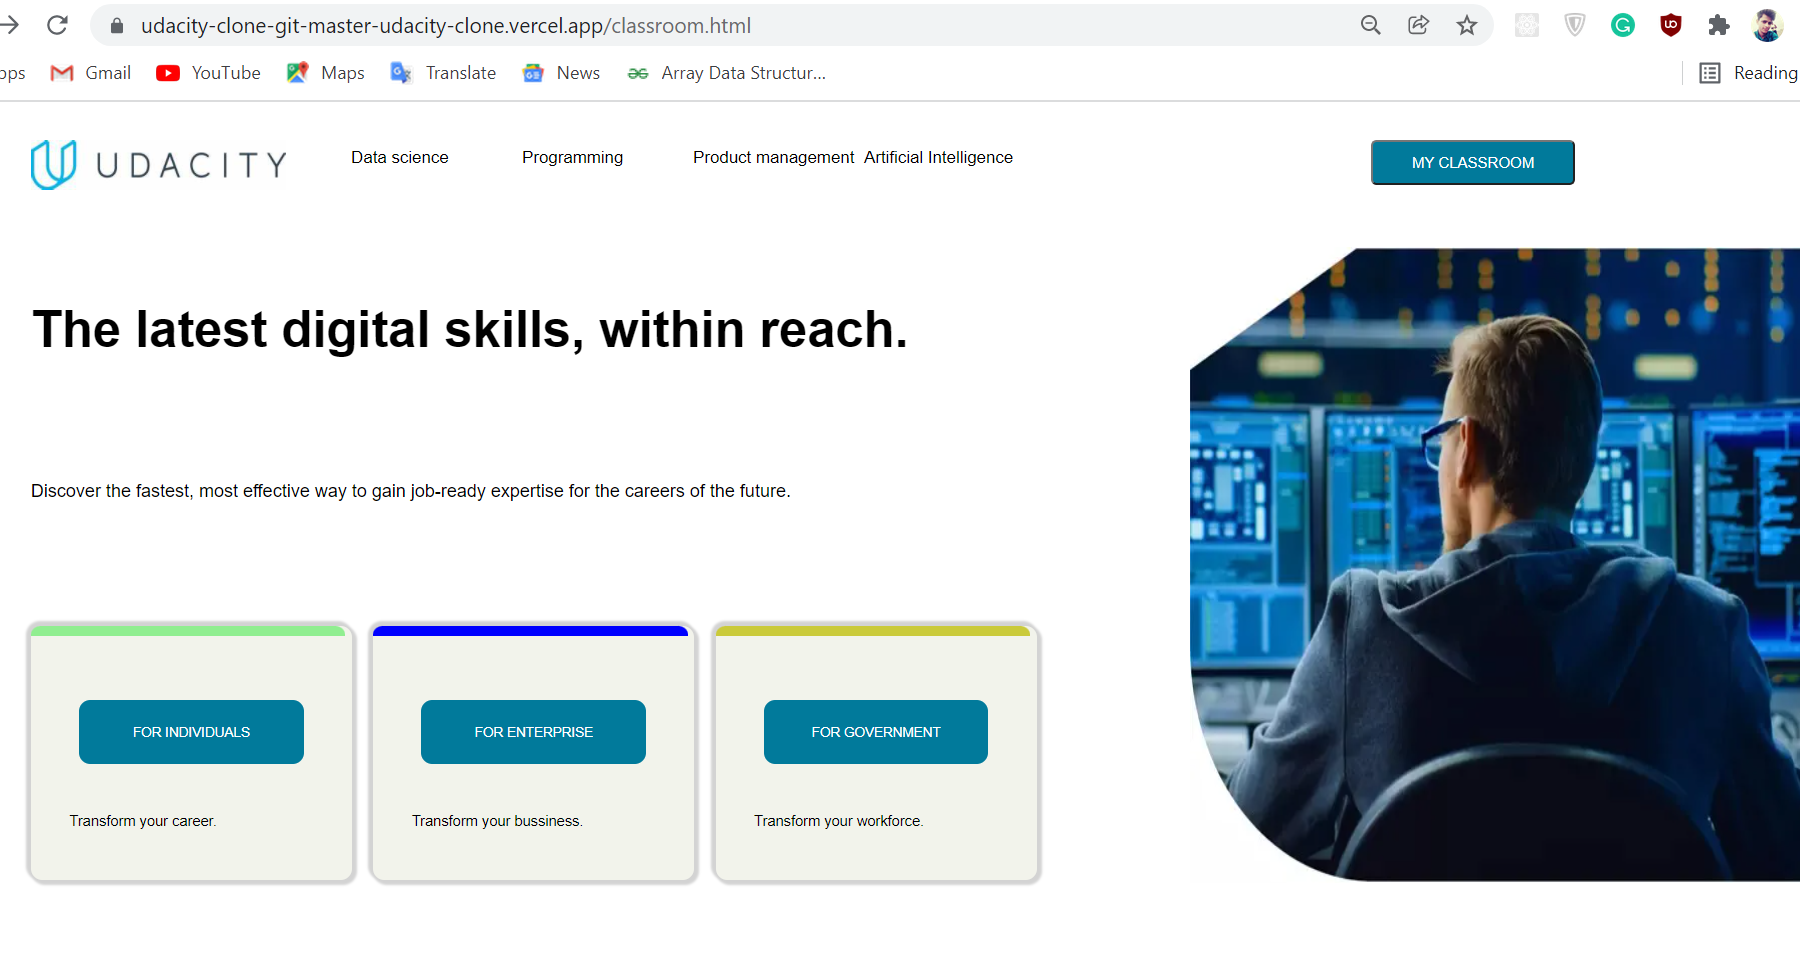 udacity-clone-git-master-udacity-clone.vercel.app/classroom.html
pps Gmail YouTube Maps Translate News Array Data Structur... Reading
UDACITY Data science Programming Product management Artificial Intelligence MY CLASSROOM
The latest digital skills, within reach.
Discover the fastest, most effective way to gain job-ready expertise for the careers of the future.
FOR INDIVIDUALS FOR ENTERPRISE FOR GOVERNMENT
Transform your career. Transform your bussiness. Transform your workforce.